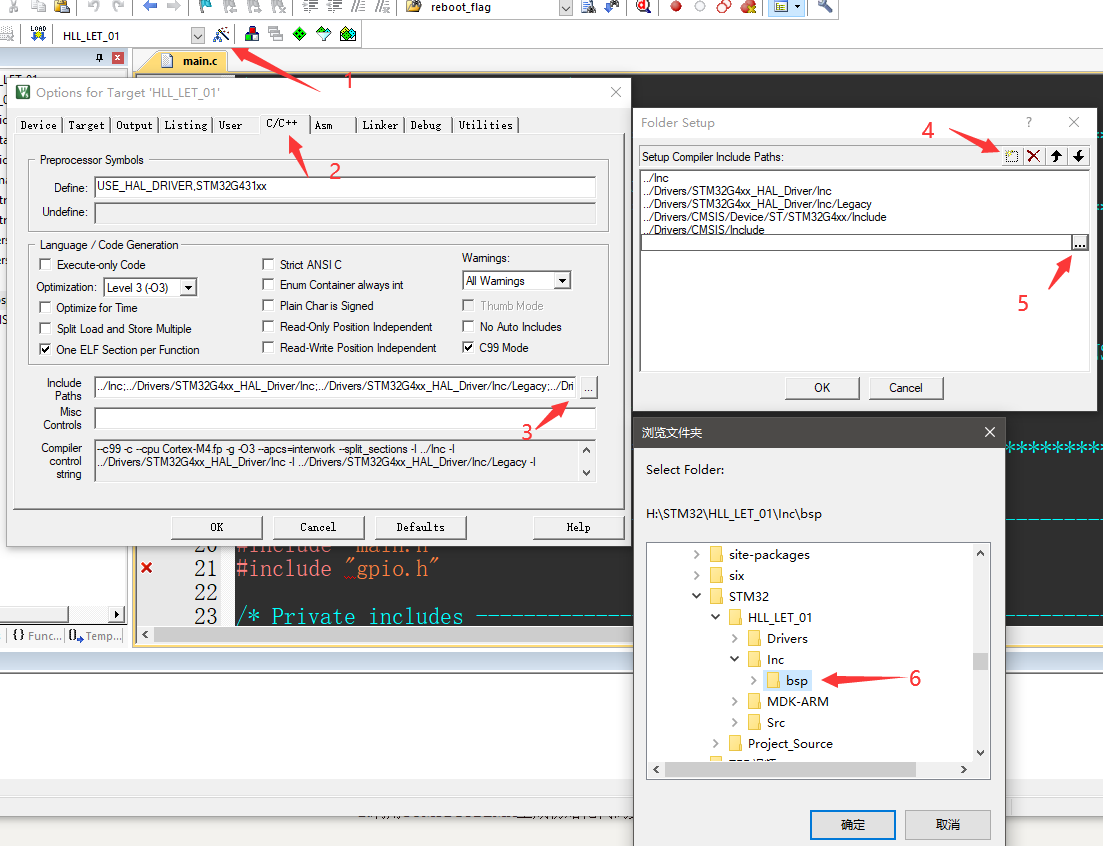 reboot_flag
LOAD
HLL_LET_01
main.c
1
Options for Target 'HLL_LET_01'
Device
Target
Output
Listing
User
C/C++
Asm
Linker
Debug
Utilities
2
Preprocessor Symbols
Define:
USE_HAL_DRIVER,STM32G431xx
Undefine:
Language / Code Generation
Execute-only Code
Optimization:
Level 3 (-O3)
Optimize for Time
Split Load and Store Multiple
One ELF Section per Function
Strict ANSI C
Enum Container always int
Plain Char is Signed
Read-Only Position Independent
Read-Write Position Independent
Warnings:
All Warnings
Thumb Mode
No Auto Includes
C99 Mode
Include
Paths
../Inc;../Drivers/STM32G4xx_HAL_Driver/Inc;../Drivers/STM32G4xx_HAL_Driver/Inc/Legacy;../Dri
...
3
Misc
Controls
Compiler
control
string
--c99 -c --cpu Cortex-M4.fp -g -O3 --apcs=interwork --split_sections -I ../Inc -I
../Drivers/STM32G4xx_HAL_Driver/Inc -I ../Drivers/STM32G4xx_HAL_Driver/Inc/Legacy -I
OK
Cancel
Defaults
Help
Folder Setup
?
4
Setup Compiler Include Paths:
../Inc
../Drivers/STM32G4xx_HAL_Driver/Inc
../Drivers/STM32G4xx_HAL_Driver/Inc/Legacy
../Drivers/CMSIS/Device/ST/STM32G4xx/Include
../Drivers/CMSIS/Include
...
5
OK
Cancel
浏览文件夹
Select Folder:
H:\STM32\HLL_LET_01\Inc\bsp
site-packages
six
STM32
HLL_LET_01
Drivers
Inc
bsp
6
MDK-ARM
Src
Project_Source
确定
取消
20 #include "main.h"
21 #include "gpio.h"
22
23 /* Private includes
{} Func...
Temp...